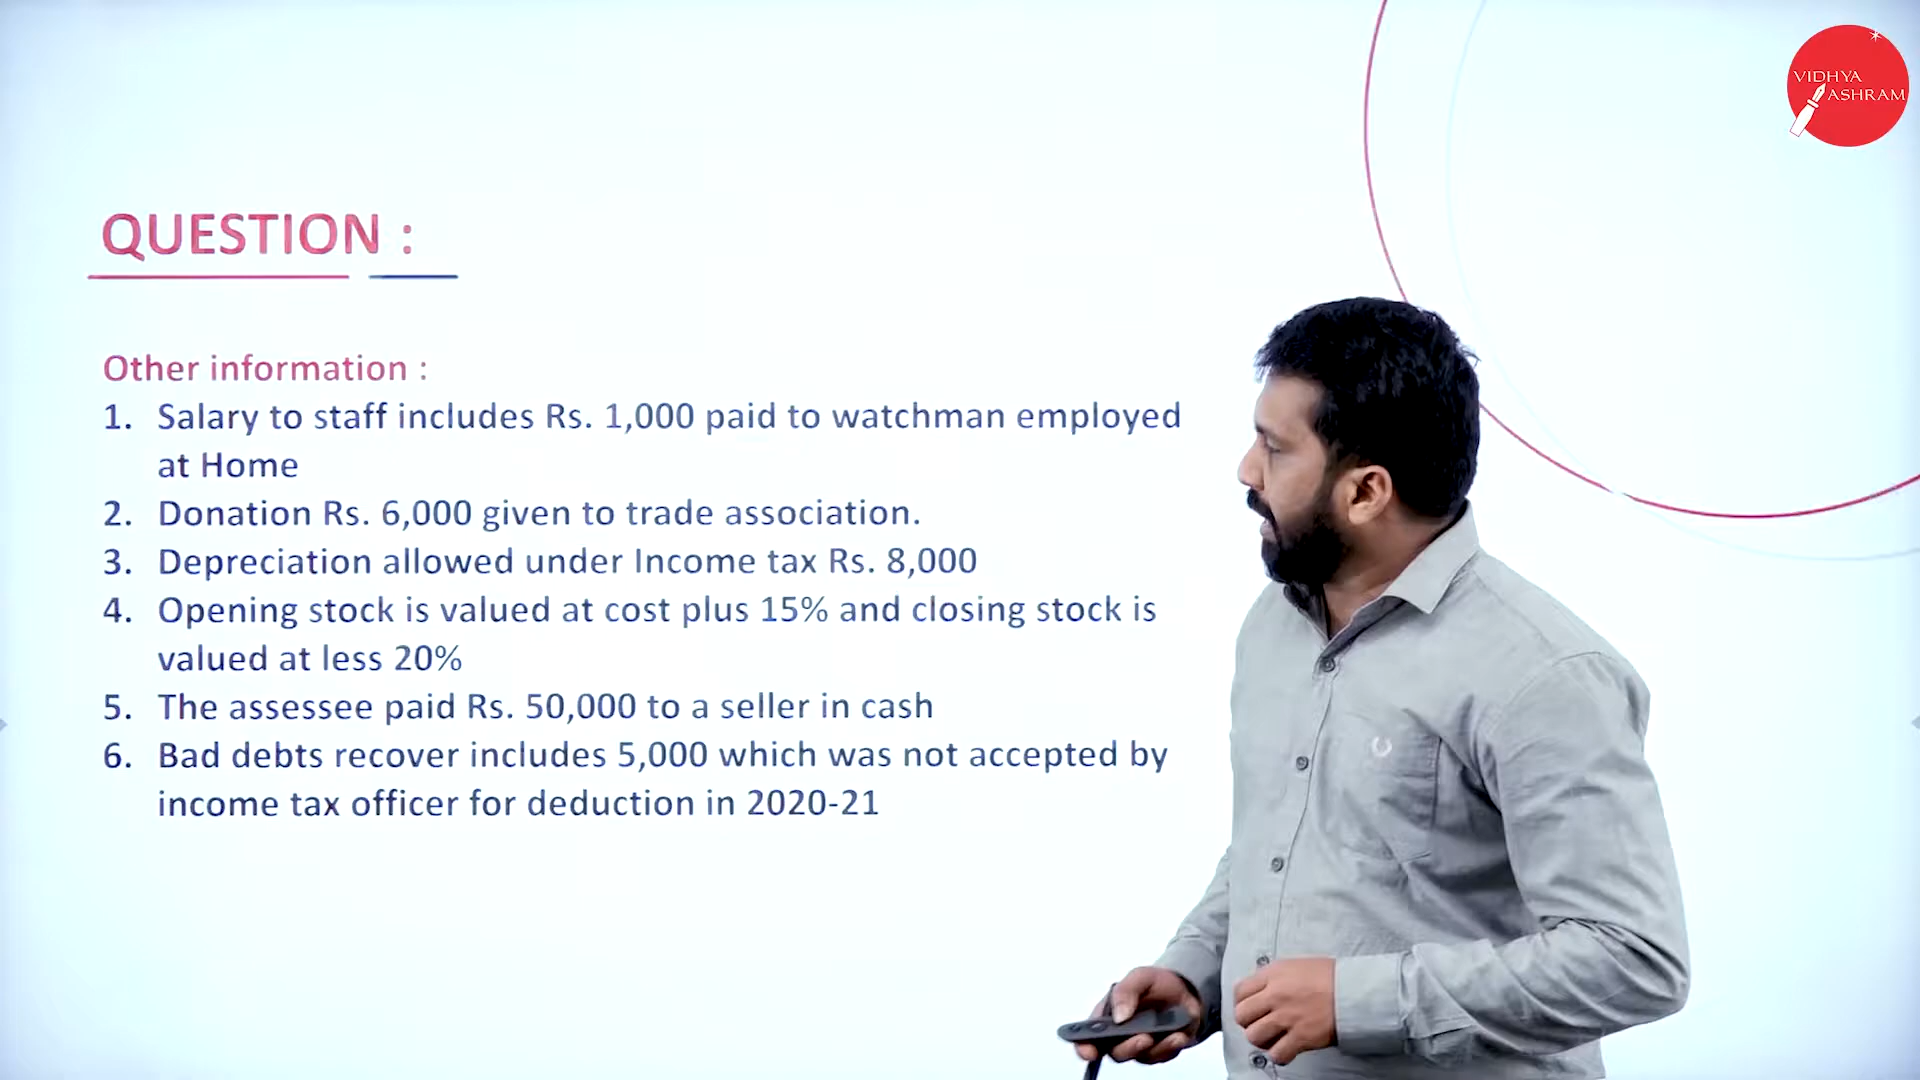 VIDHYA
ASHRAM
QUESTION :
Other information :
1. Salary to staff includes Rs. 1,000 paid to watchman employed
at Home
2. Donation Rs. 6,000 given to trade association.
3. Depreciation allowed under Income tax Rs. 8,000
4. Opening stock is valued at cost plus 15% and closing stock is
valued at less 20%
5. The assessee paid Rs. 50,000 to a seller in cash
6. Bad debts recover includes 5,000 which was not accepted by
income tax officer for deduction in 2020-21